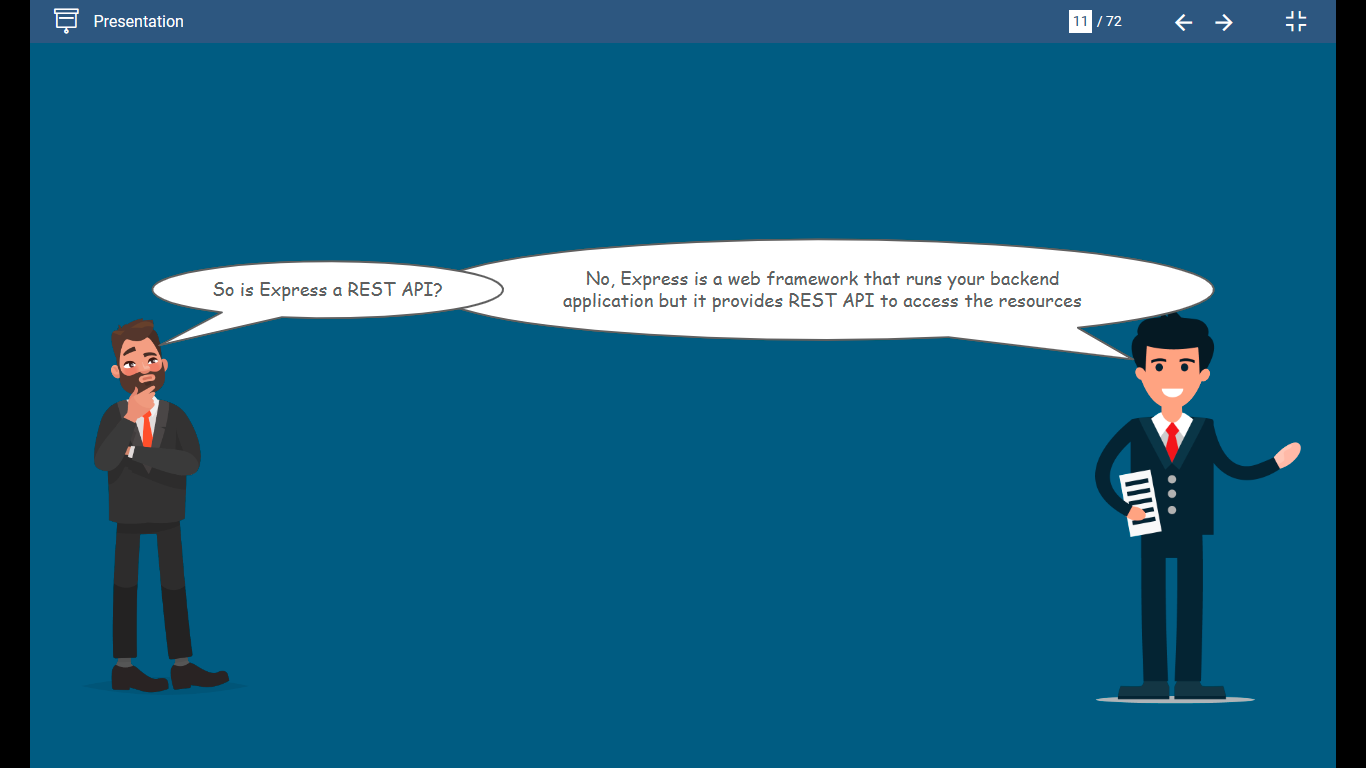 Presentation
11 / 72
So is Express a REST API?
No, Express is a web framework that runs your backend
application but it provides REST API to access the resources